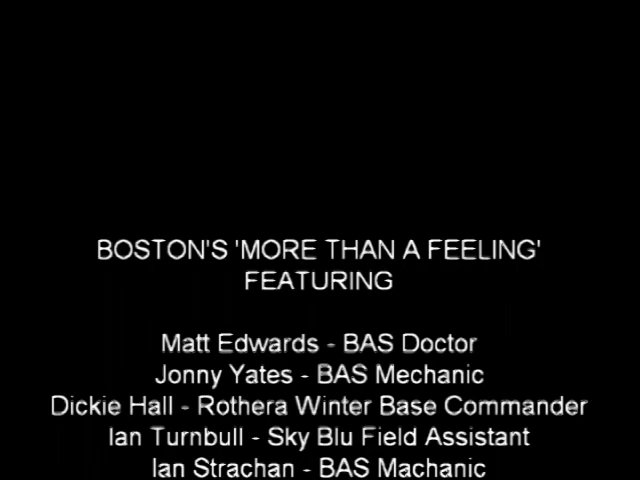 BOSTON'S 'MORE THAN A FEELING'
FEATURING
Matt Edwards - BAS Doctor
Jonny Yates - BAS Mechanic
Dickie Hall - Rothera Winter Base Commander
Ian Turnbull - Sky Blu Field Assistant
Ian Strachan - BAS Machanic